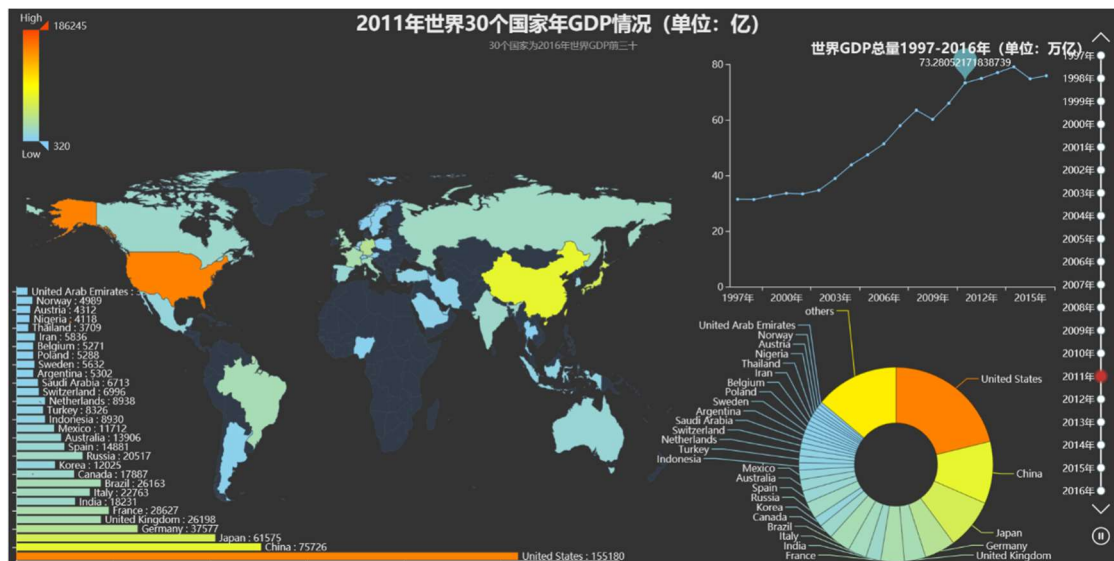 2011年世界30个国家年GDP情况（单位：亿）
30个国家为2016年世界GDP前三十
High
186245
320
Low
United Arab Emirates :
Norway : 4989
Austria : 4312
Nigeria : 4118
Thailand : 3709
Iran : 5836
Belgium : 5271
Poland : 5288
Sweden : 5632
Argentina : 5302
Saudi Arabia : 6713
Switzerland : 6996
Netherlands : 8938
Turkey : 8326
Indonesia : 8930
Mexico : 11712
Australia : 13906
Spain : 14881
Russia : 20517
Korea : 12025
Canada : 17887
Brazil : 26163
Italy : 22763
India : 18231
France : 28627
United Kingdom : 26198
Germany : 37577
Japan : 61575
China : 75726
United States : 155180
世界GDP总量1997-2016年（单位：万亿）
73.28052171838739
80
60
40
20
0
1997年
2000年
2003年
2006年
2009年
2012年
2015年
others
United Arab Emirates
Norway
Austria
Nigeria
Thailand
Iran
Belgium
Poland
Sweden
Argentina
Saudi Arabia
Switzerland
Netherlands
Turkey
Indonesia
Mexico
Australia
Spain
Russia
Korea
Canada
Brazil
Italy
India
France
United Kingdom
Germany
Japan
China
United States
1997年
1998年
1999年
2000年
2001年
2002年
2003年
2004年
2005年
2006年
2007年
2008年
2009年
2010年
2011年
2012年
2013年
2014年
2015年
2016年